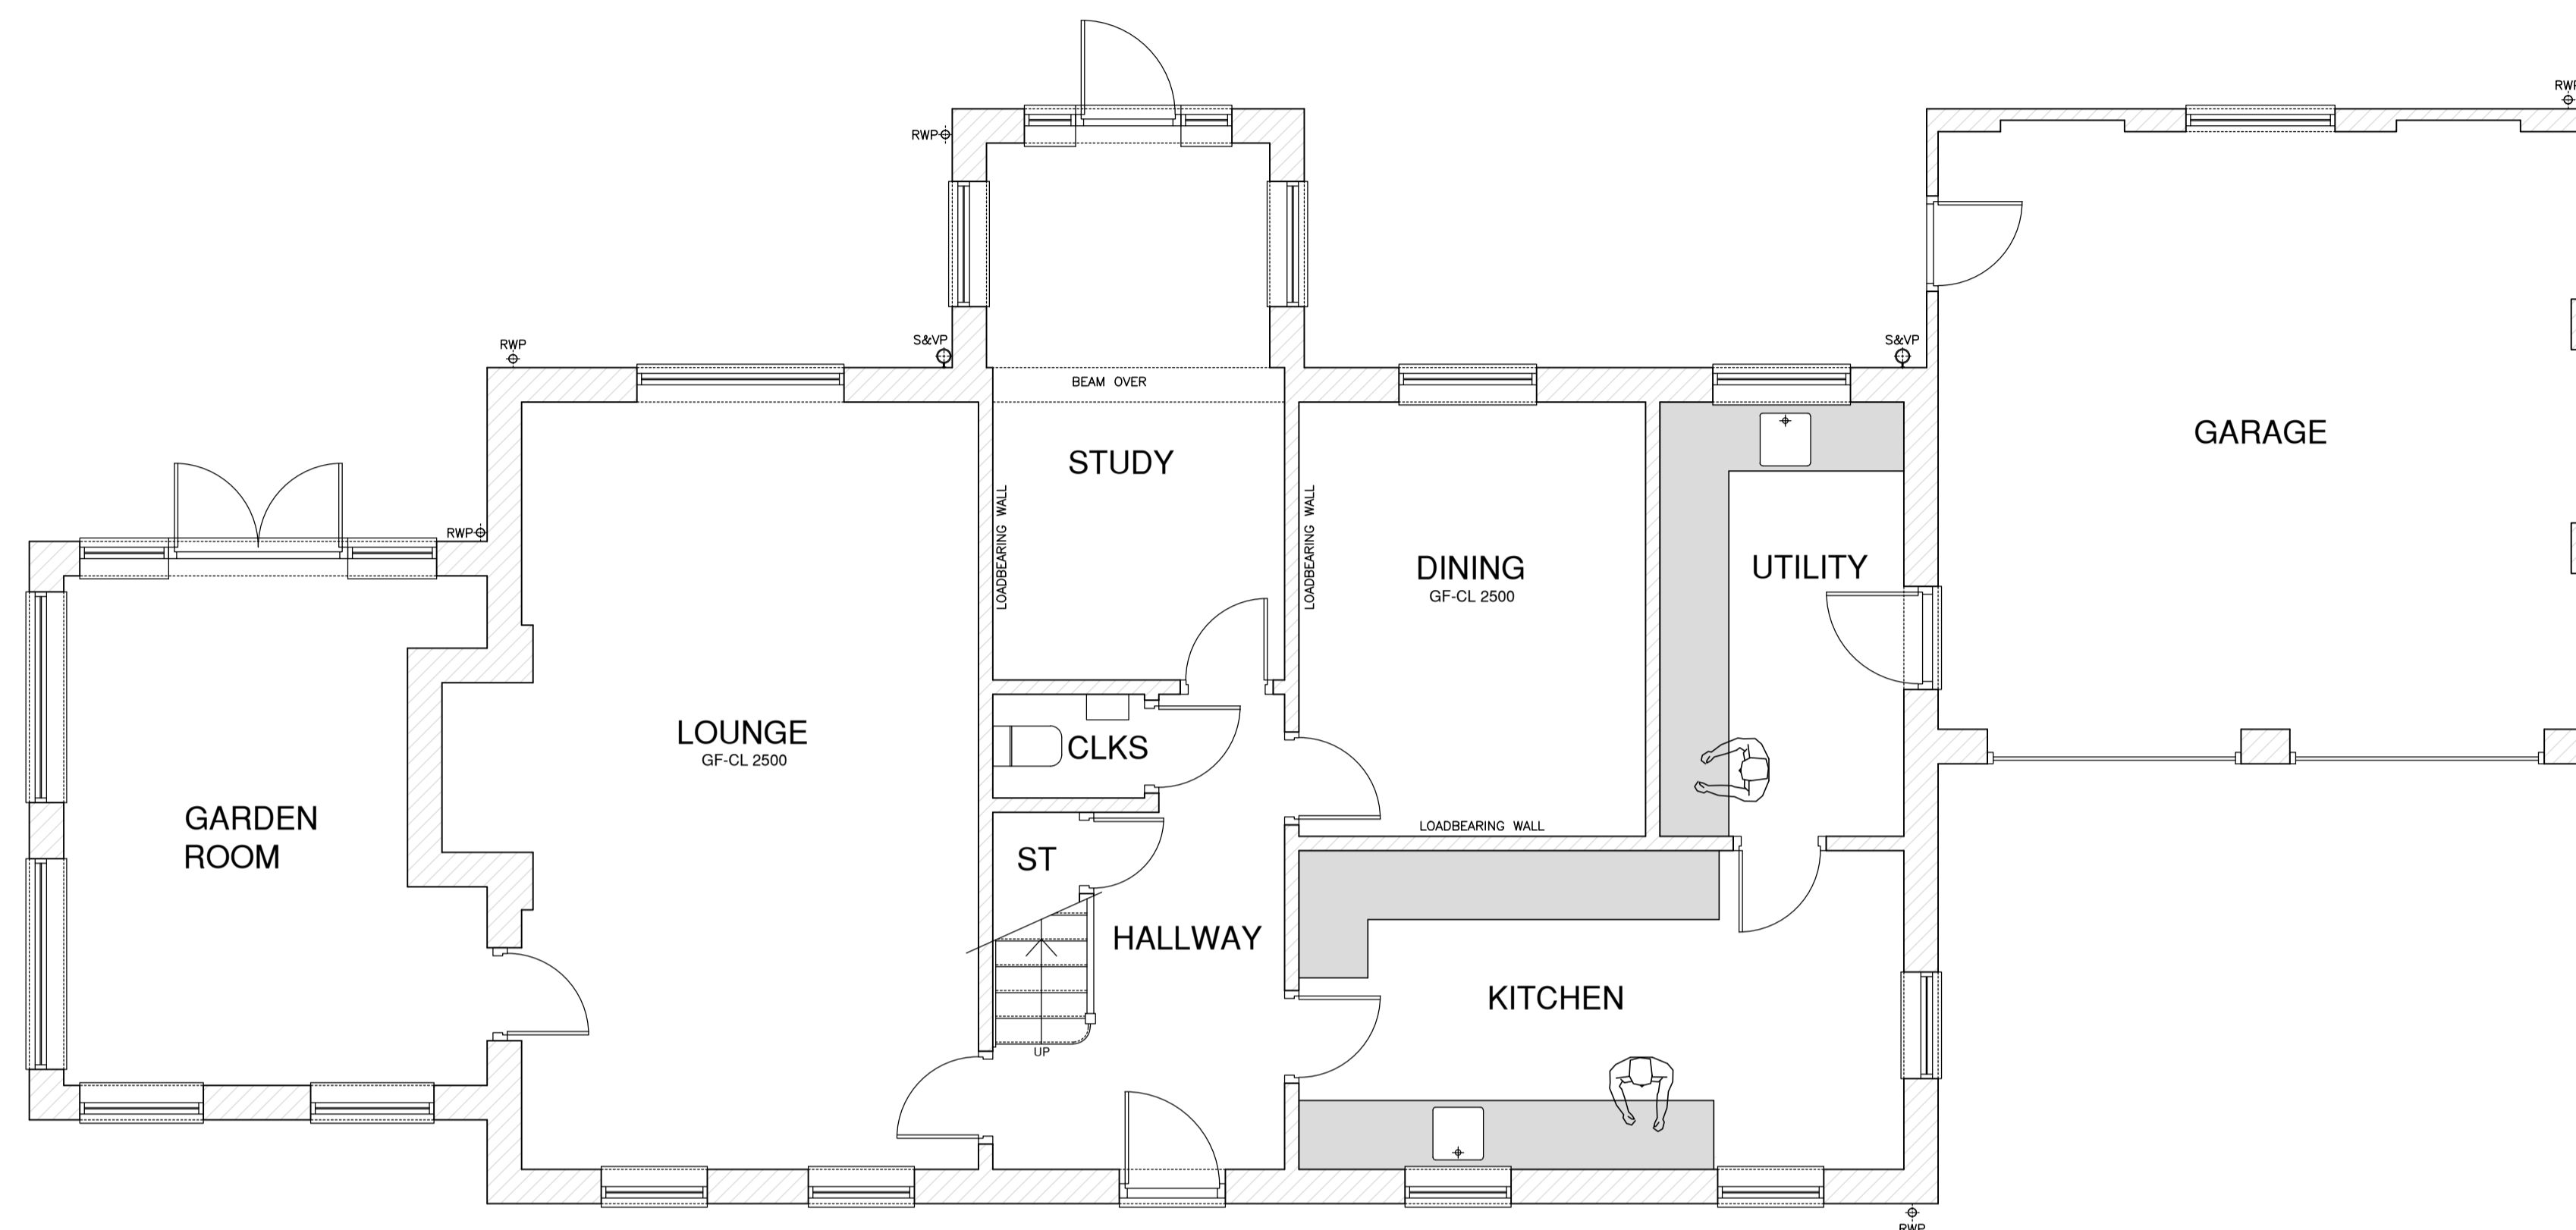 RWP
RWP
S&VP
S&VP
RWP
BEAM OVER
GARAGE
STUDY
RWP
LOADBEARING WALL
LOADBEARING WALL
DINING
GF-CL 2500
UTILITY
LOUNGE
GF-CL 2500
CLKS
GARDEN
ROOM
LOADBEARING WALL
ST
HALLWAY
KITCHEN
UP
RWP